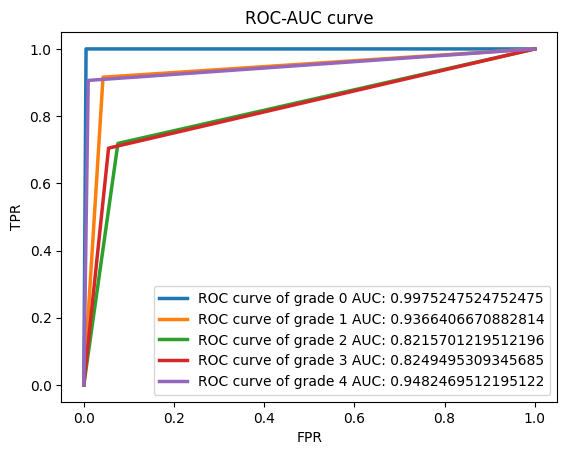 ROC-AUC curve
1.0
0.8
0.6
0.4
0.2
0.0
TPR
ROC curve of grade 0 AUC: 0.9975247524752475
ROC curve of grade 1 AUC: 0.9366406670882814
ROC curve of grade 2 AUC: 0.8215701219512196
ROC curve of grade 3 AUC: 0.8249495309345685
ROC curve of grade 4 AUC: 0.9482469512195122
0.0 0.2 0.4 0.6 0.8 1.0
FPR